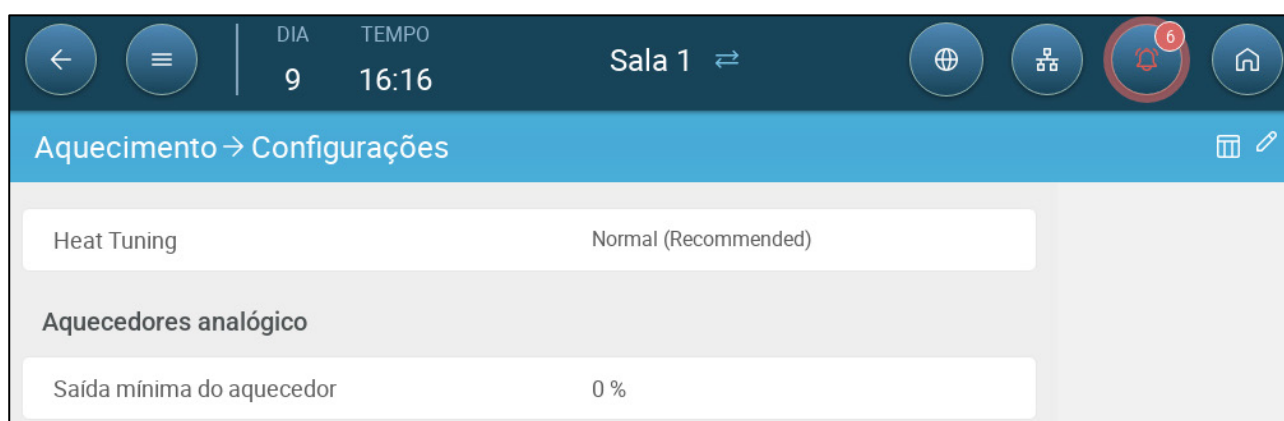 DIA TEMPO
9 16:16
Sala 1
6
Aquecimento → Configurações
Heat Tuning Normal (Recommended)
Aquecedores analógico
Saída mínima do aquecedor 0 %